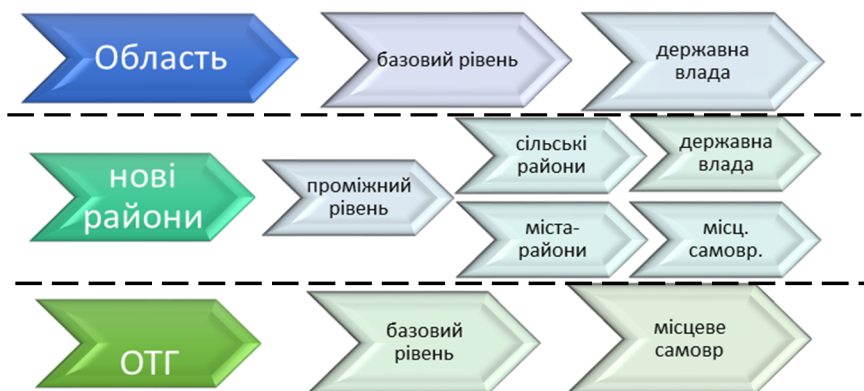 Область
базовий рівень
державна
влада
нові
райони
проміжний
рівень
сільські
райони
державна
влада
міста-
райони
місц.
самовр.
ОТГ
базовий
рівень
місцеве
самовр